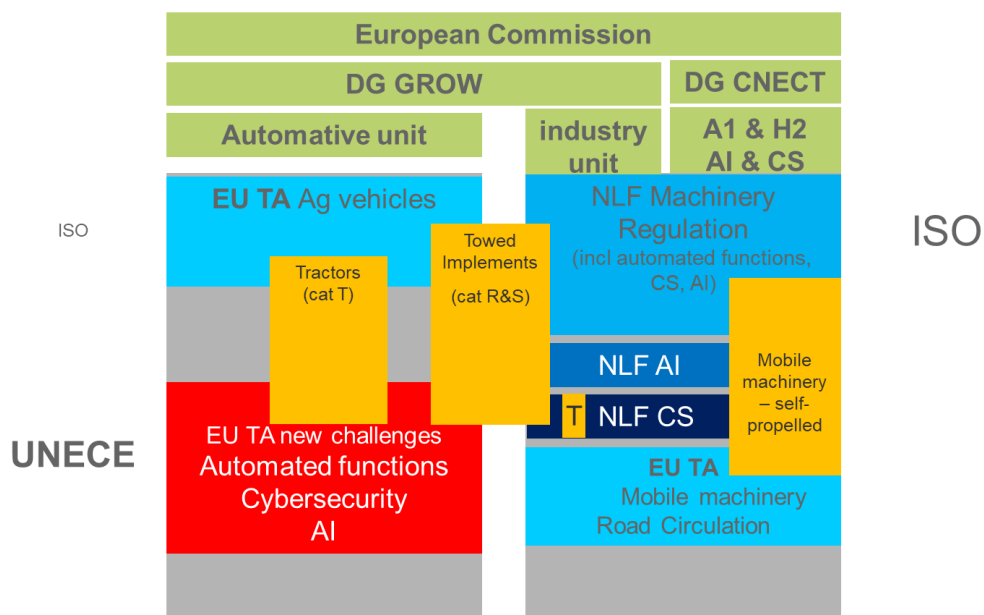 European Commission
DG GROW
DG CNECT
Automative unit
industry
unit
A1 & H2
AI & CS
EU TA Ag vehicles
NLF Machinery
Regulation
(incl automated functions,
CS, AI)
ISO
ISO
Towed
Implements
(cat R&S)
Tractors
(cat T)
NLF AI
Mobile
machinery
– self-
propelled
T
NLF CS
UNECE
EU TA new challenges
Automated functions
Cybersecurity
AI
EU TA
Mobile machinery
Road Circulation